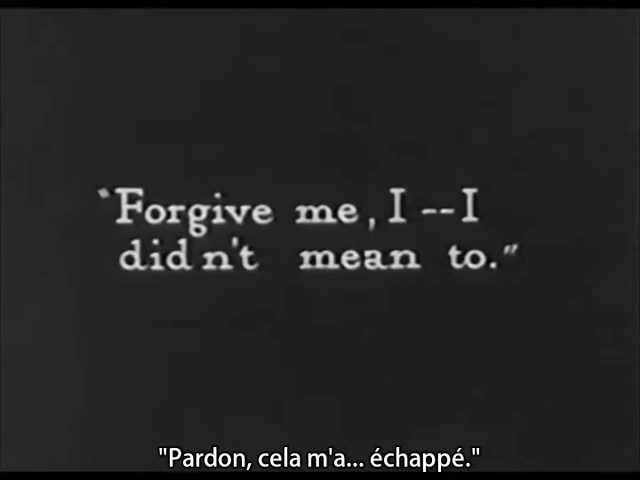 "Forgive me, I--I
didn't mean to."
"Pardon, cela m'a... échappé."